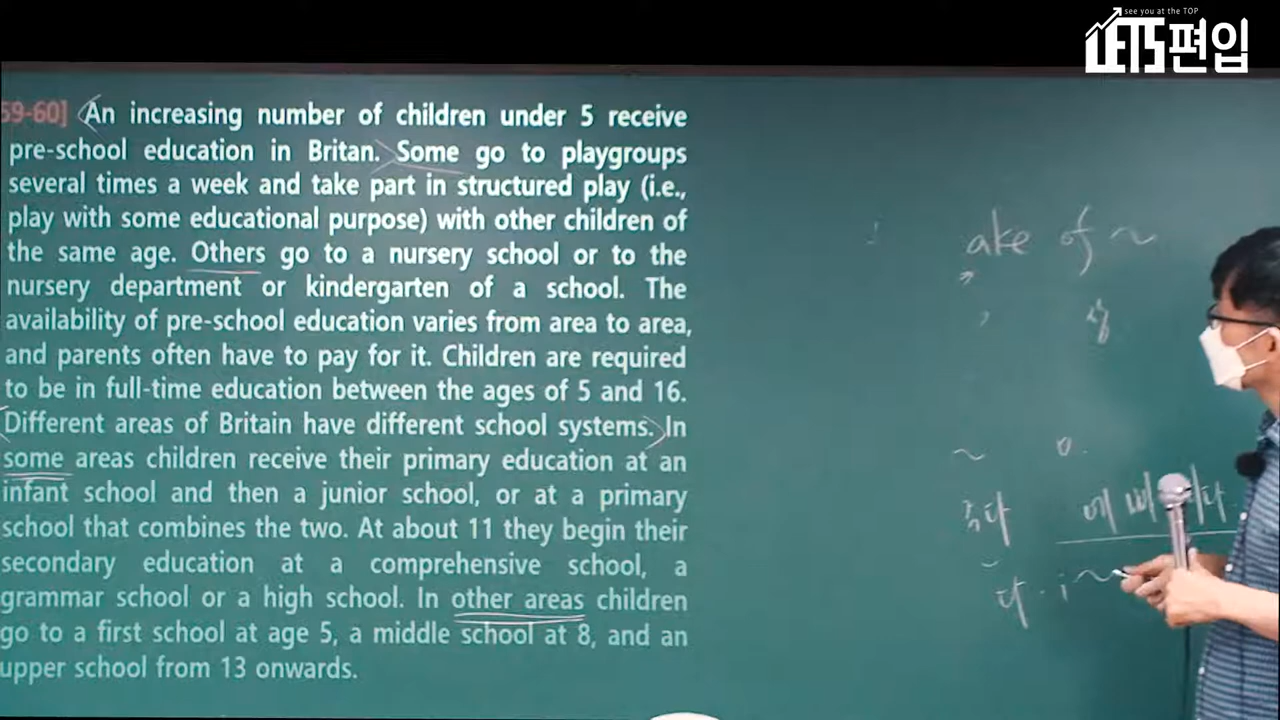 see you at the TOP
LETS편입
59-60] An increasing number of children under 5 receive
pre-school education in Britan. Some go to playgroups
several times a week and take part in structured play (i.e.,
play with some educational purpose) with other children of
the same age. Others go to a nursery school or to the
nursery department or kindergarten of a school. The
availability of pre-school education varies from area to area,
and parents often have to pay for it. Children are required
to be in full-time education between the ages of 5 and 16.
Different areas of Britain have different school systems. In
some areas children receive their primary education at an
infant school and then a junior school, or at a primary
school that combines the two. At about 11 they begin their
secondary education at a comprehensive school, a
grammar school or a high school. In other areas children
go to a first school at age 5, a middle school at 8, and an
upper school from 13 onwards.
ake of ~